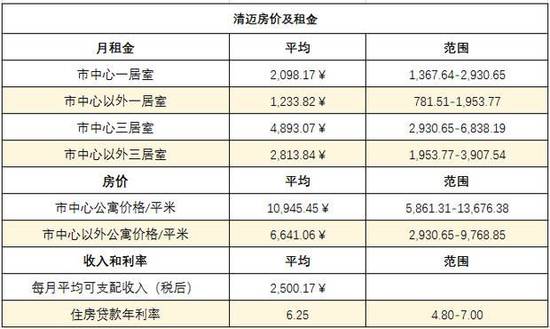 清迈房价及租金
月租金 平均 范围
市中心一居室 2,098.17¥ 1,367.64-2,930.65
市中心以外一居室 1,233.82¥ 781.51-1,953.77
市中心三居室 4,893.07¥ 2,930.65-6,838.19
市中心以外三居室 2,813.84¥ 1,953.77-3,907.54
房价 平均 范围
市中心公寓价格/平米 10,945.45¥ 5,861.31-13,676.38
市中心以外公寓价格/平米 6,641.06¥ 2,930.65-9,768.85
收入和利率 平均
每月平均可支配收入（税后） 2,500.17¥
住房贷款年利率 6.25 4.80-7.00